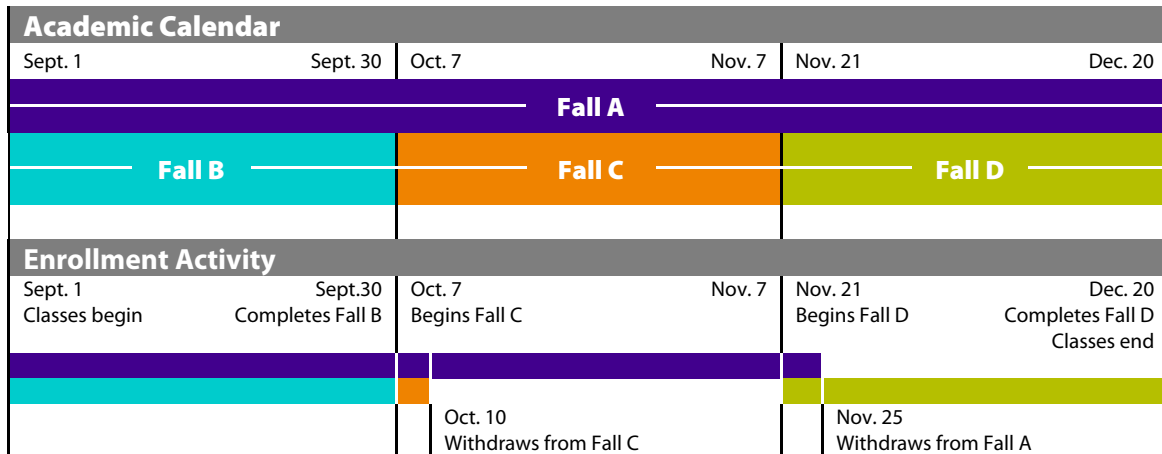 Academic Calendar
Sept. 1 Sept. 30 Oct. 7 Nov. 7 Nov. 21 Dec. 20
Fall A
Fall B Fall C Fall D
Enrollment Activity
Sept. 1 Sept.30 Oct. 7 Nov. 7 Nov. 21 Dec. 20
Classes begin Completes Fall B Begins Fall C Begins Fall D Completes Fall D
Classes end
Oct. 10 Nov. 25
Withdraws from Fall C Withdraws from Fall A